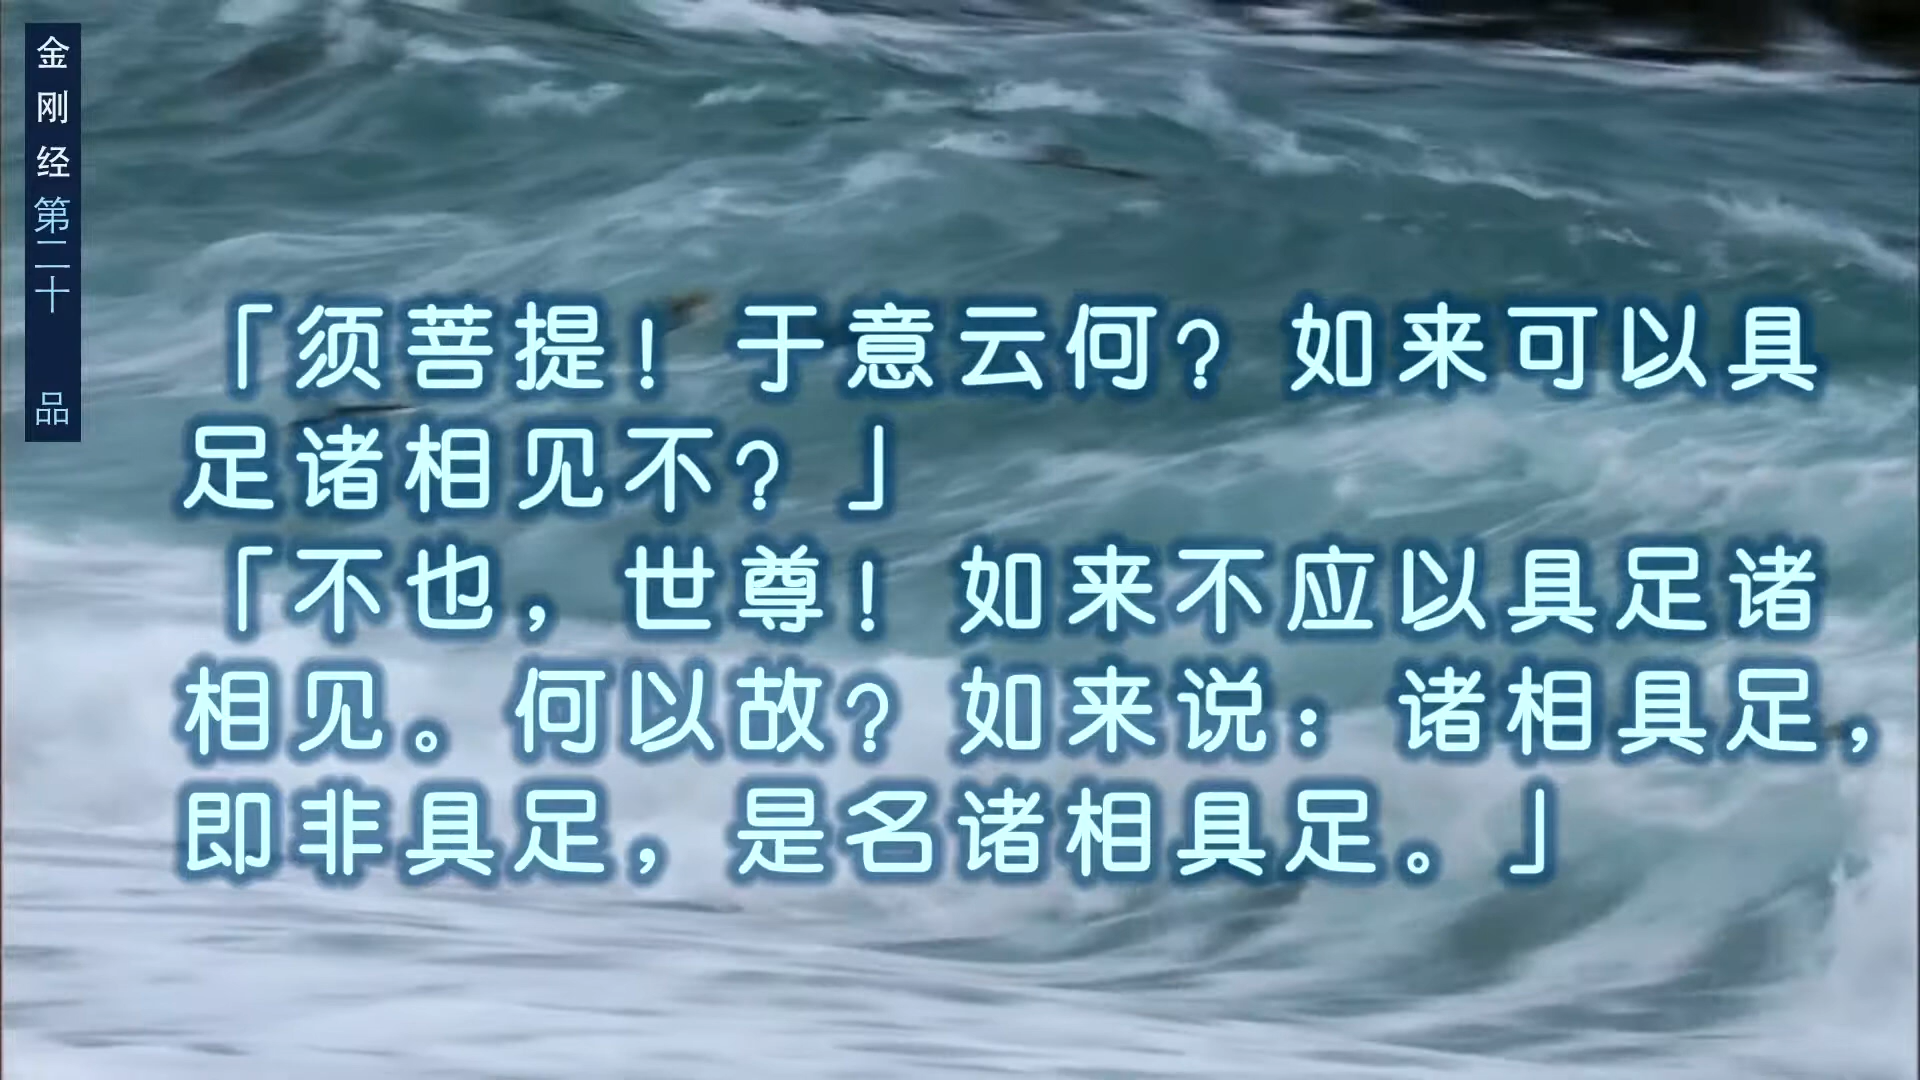 金刚经第二十 品
「须菩提！于意云何？如来可以具
足诸相见不？」
「不也，世尊！如来不应以具足诸
相见。何以故？如来说：诸相具足，
即非具足，是名诸相具足。」